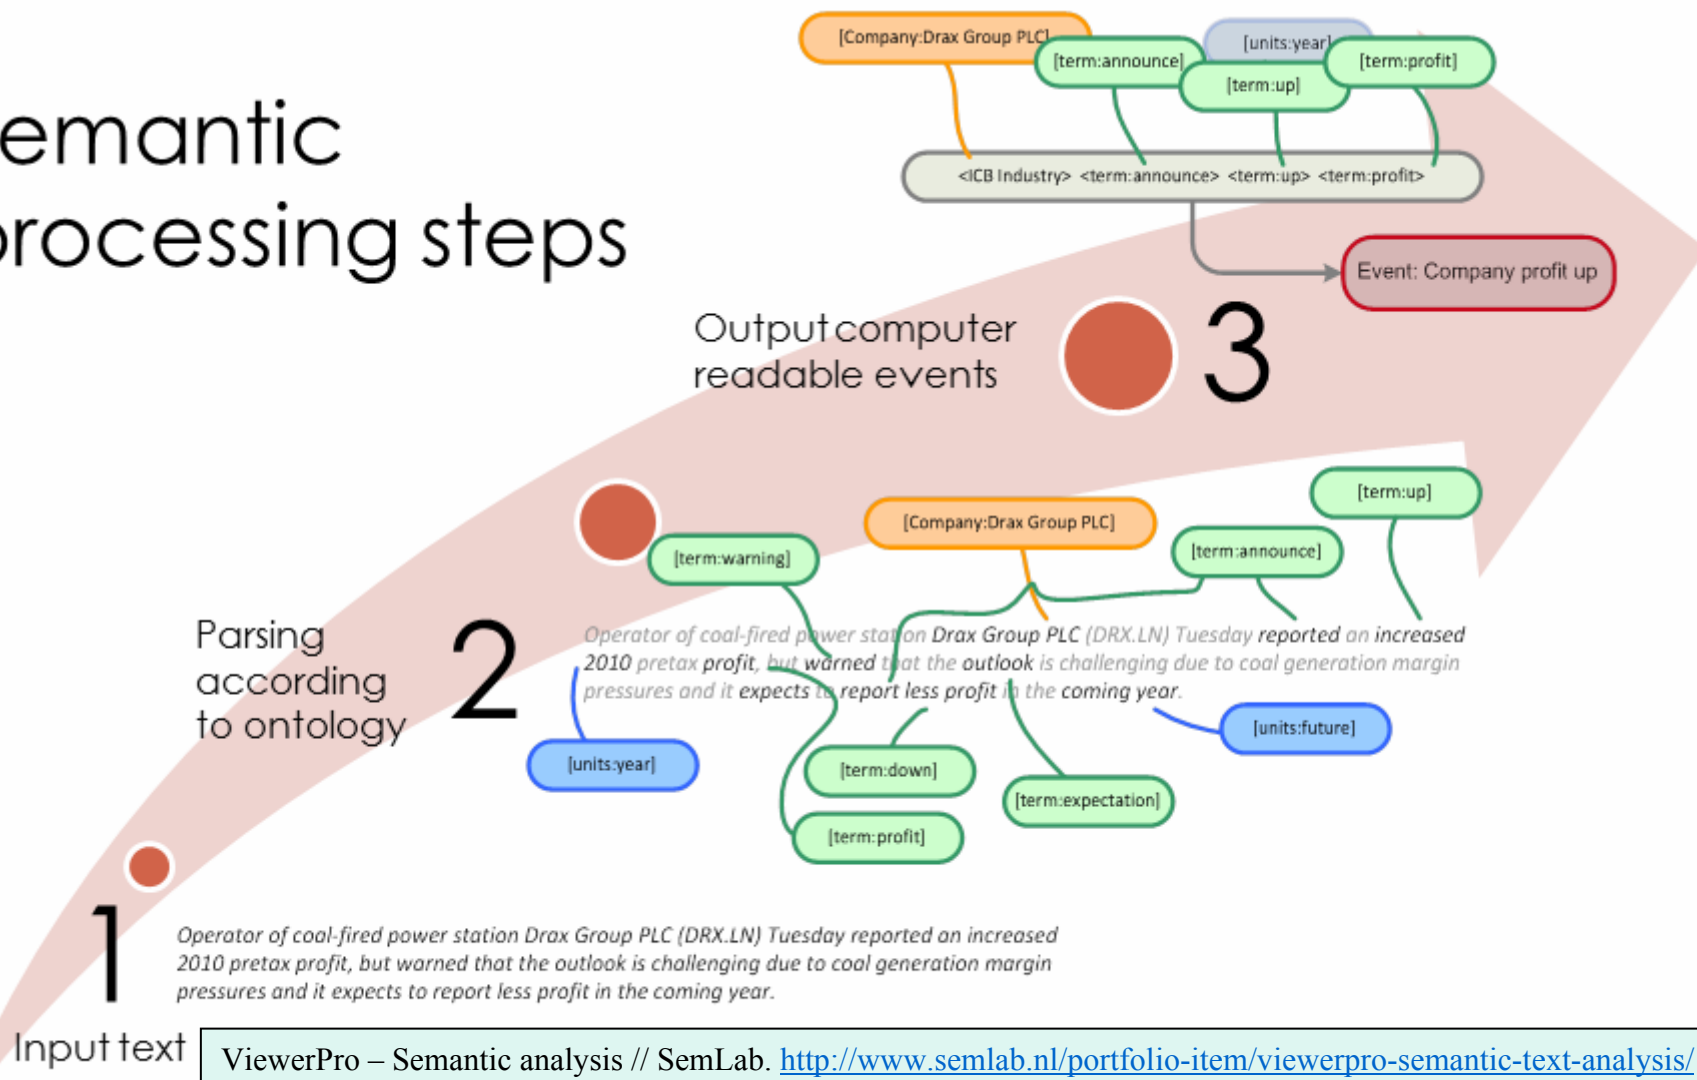 emantic
processing steps
[Company:Drax Group PLC]
[term:announce]
[units:year]
[term:up]
[term:profit]
<ICB Industry> <term:announce> <term:up> <term:profit>
Event: Company profit up
Output computer
readable events
3
[term:up]
[Company:Drax Group PLC]
[term:announce]
[term:warning]
Parsing
according
to ontology
2
Operator of coal-fired power station Drax Group PLC (DRX.LN) Tuesday reported an increased
2010 pretax profit, but warned that the outlook is challenging due to coal generation margin
pressures and it expects to report less profit in the coming year.
[units:year]
[term:down]
[term:expectation]
[units:future]
[term:profit]
1
Operator of coal-fired power station Drax Group PLC (DRX.LN) Tuesday reported an increased
2010 pretax profit, but warned that the outlook is challenging due to coal generation margin
pressures and it expects to report less profit in the coming year.
Input text
ViewerPro – Semantic analysis // SemLab. http://www.semlab.nl/portfolio-item/viewerpro-semantic-text-analysis/